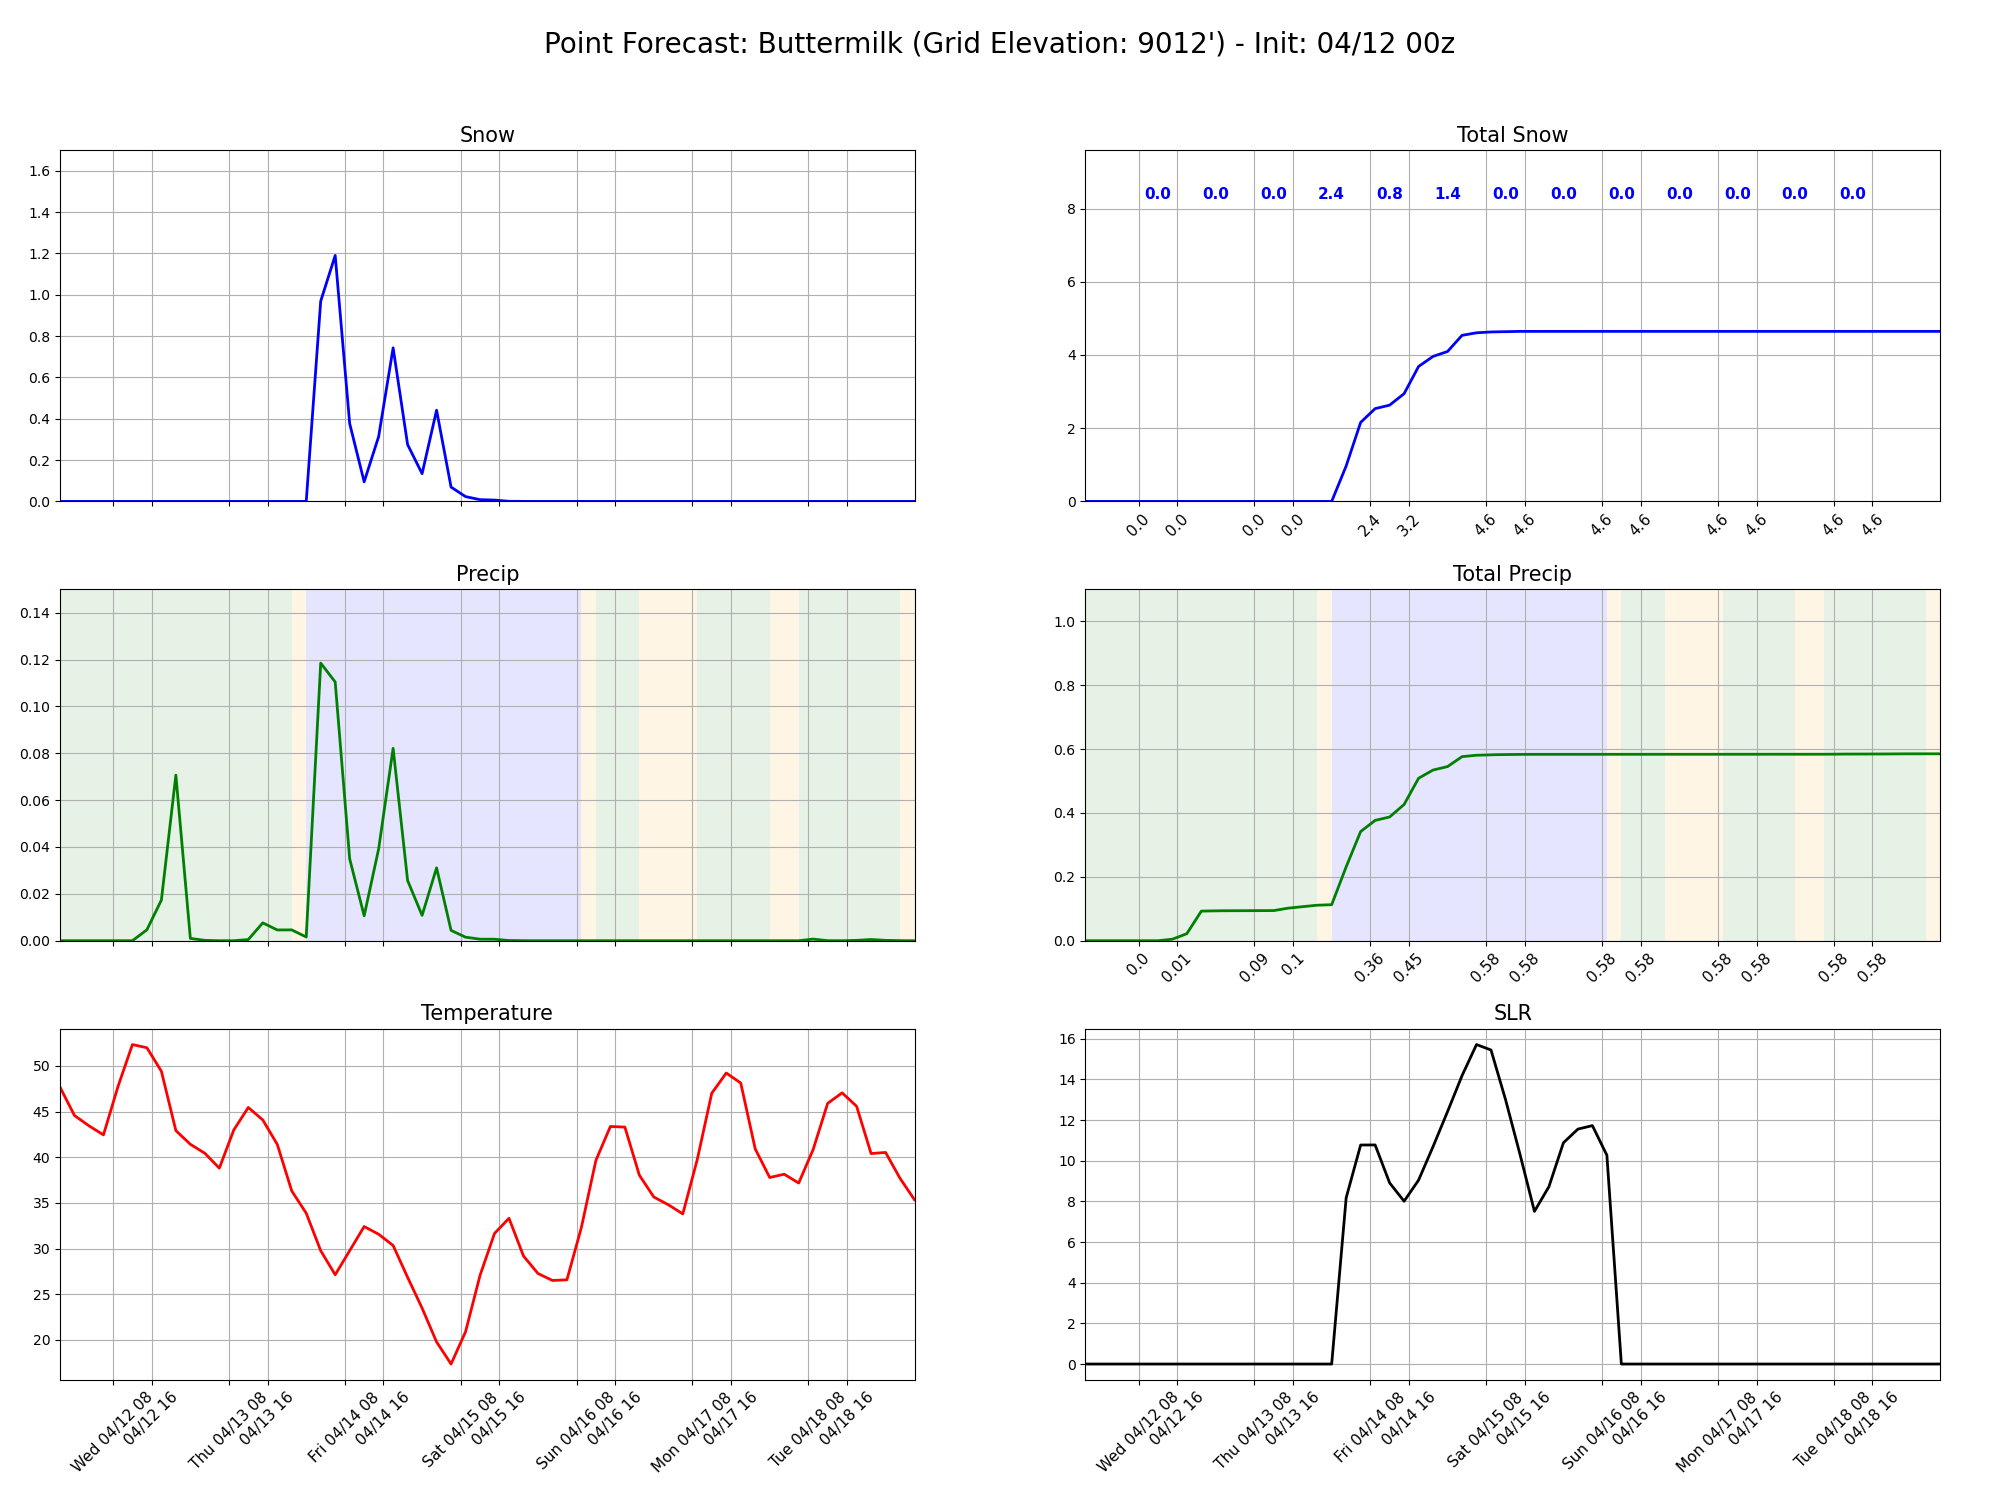 Point Forecast: Buttermilk (Grid Elevation: 9012') - Init: 04/12 00z
Snow
1.6
1.4
1.2
1.0
0.8
0.6
0.4
0.2
0.0
Total Snow
0.0 0.0 0.0 2.4 0.8 1.4 0.0 0.0 0.0 0.0 0.0 0.0 0.0
8
6
4
2
0
0.0 0.0 0.0 0.0 2.4 3.2 4.6 4.6 4.6 4.6 4.6 4.6 4.6 4.6
Precip
0.14
0.12
0.10
0.08
0.06
0.04
0.02
0.00
Total Precip
1.0
0.8
0.6
0.4
0.2
0.0
0.0 0.01 0.09 0.1 0.36 0.45 0.58 0.58 0.58 0.58 0.58 0.58 0.58 0.58
Temperature
50
45
40
35
30
25
20
Wed 04/12 08
04/12 16
Thu 04/13 08
04/13 16
Fri 04/14 08
04/14 16
Sat 04/15 08
04/15 16
Sun 04/16 08
04/16 16
Mon 04/17 08
04/17 16
Tue 04/18 08
04/18 16
SLR
16
14
12
10
8
6
4
2
0
Wed 04/12 08
04/12 16
Thu 04/13 08
04/13 16
Fri 04/14 08
04/14 16
Sat 04/15 08
04/15 16
Sun 04/16 08
04/16 16
Mon 04/17 08
04/17 16
Tue 04/18 08
04/18 16